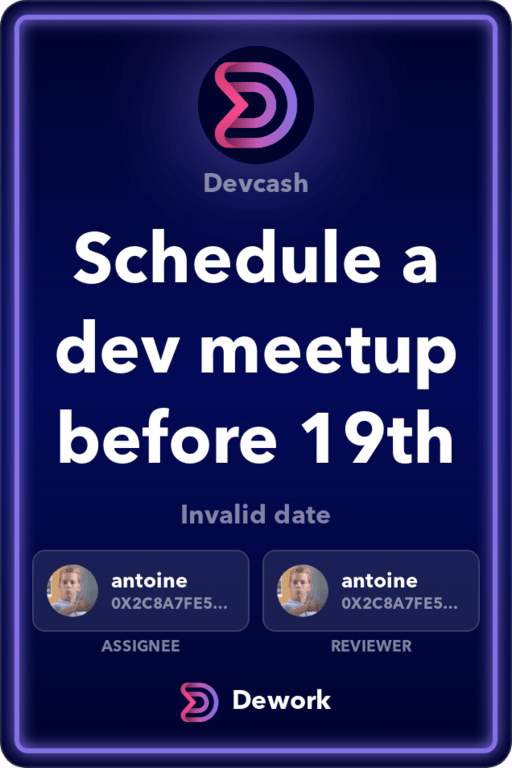 Devcash
Schedule a
dev meetup
before 19th
Invalid date
antoine
0X2C8A7FE5...
antoine
0X2C8A7FE5...
ASSIGNEE
REVIEWER
Dework